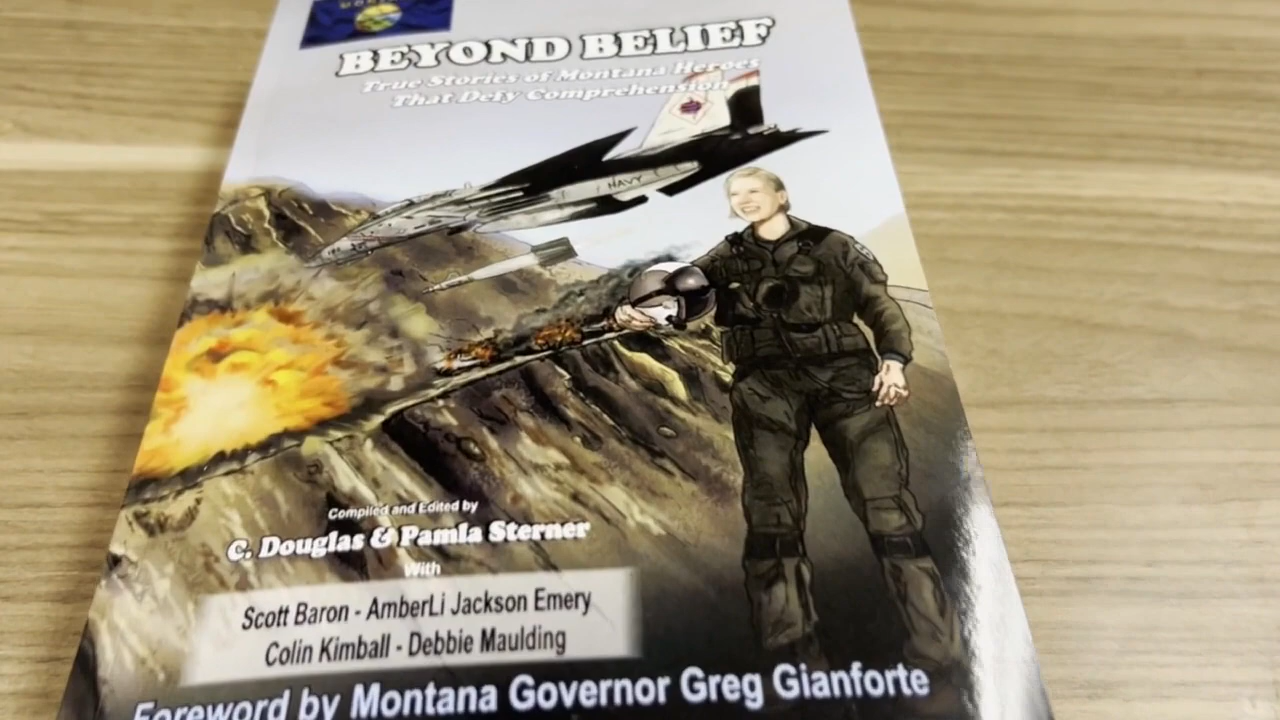 BEYOND BELIEF
True Stories of Montana Heroes
That Defy Comprehension
NAVY
Compiled and Edited by
C. Douglas & Pamla Sterner
With
Scott Baron - AmberLi Jackson Emery
Colin Kimball - Debbie Maulding
Foreword by Montana Governor Greg Gianforte